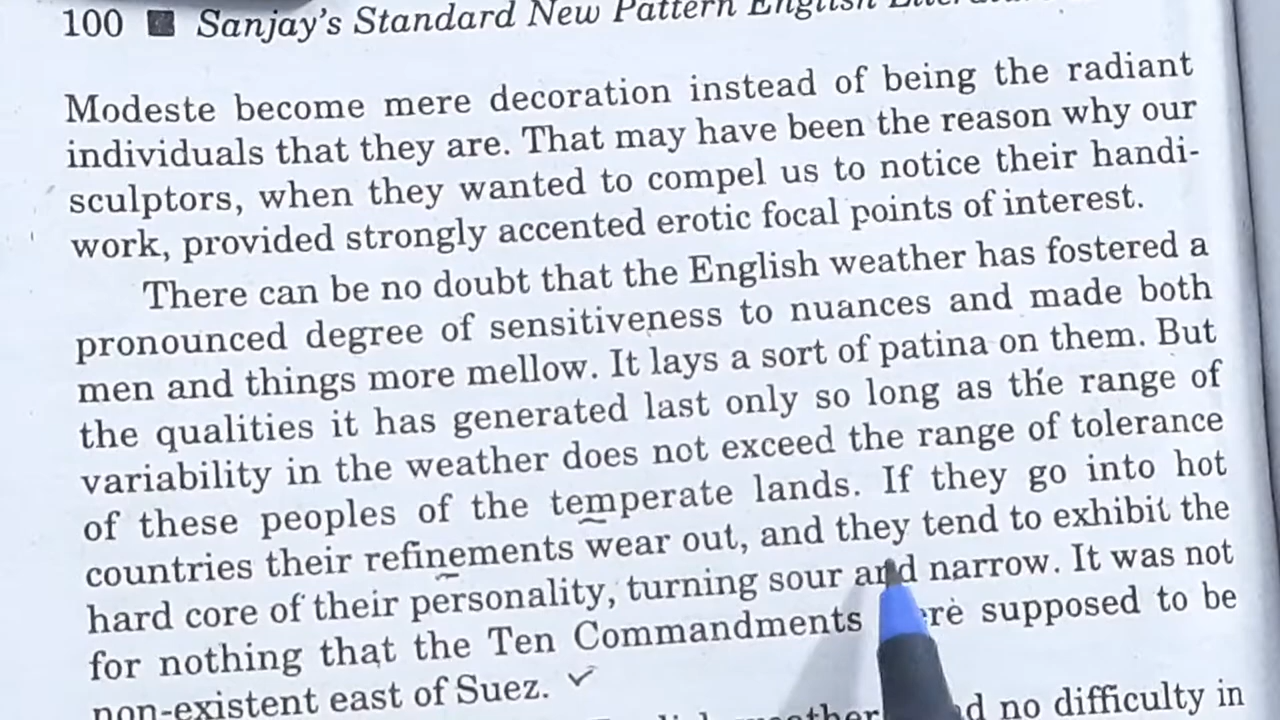 100 ■ Sanjay's Standard New Pattern English
Modeste become mere decoration instead of being the radiant
individuals that they are. That may have been the reason why our
sculptors, when they wanted to compel us to notice their handi-
work, provided strongly accented erotic focal points of interest.
There can be no doubt that the English weather has fostered a
pronounced degree of sensitiveness to nuances and made both
men and things more mellow. It lays a sort of patina on them. But
the qualities it has generated last only so long as the range of
variability in the weather does not exceed the range of tolerance
of these peoples of the temperate lands. If they go into hot
countries their refinements wear out, and they tend to exhibit the
hard core of their personality, turning sour and narrow. It was not
for nothing that the Ten Commandments supposed to be
non-existent east of Suez.
no difficulty in